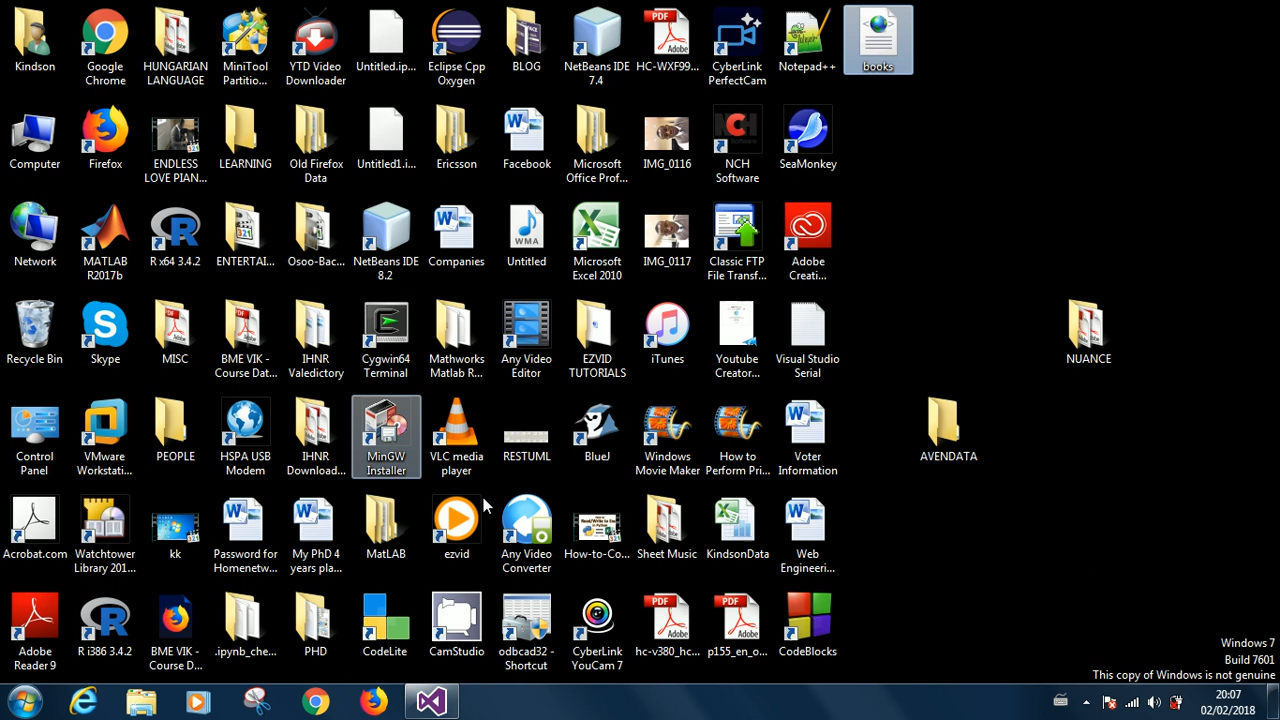 Kindson
Google
Chrome
HUNGARIAN
LANGUAGE
MiniTool
Partitio...
YTD Video
Downloader
Untitled.ip...
Eclipse Cpp
Oxygen
BLOG
NetBeans IDE
7.4
HC-WXF99...
CyberLink
PerfectCam
Notepad++
books
Computer
Firefox
ENDLESS
LOVE PIAN...
LEARNING
Old Firefox
Data
Untitled1.i...
Ericsson
Facebook
Microsoft
Office Prof...
IMG_0116
NCH
Software
SeaMonkey
Network
MATLAB
R2017b
R x64 3.4.2
ENTERTAI...
Osoo-Bac...
NetBeans IDE
8.2
Companies
Untitled
Microsoft
Excel 2010
IMG_0117
Classic FTP
File Transf...
Adobe
Creati...
Recycle Bin
Skype
MISC
BME VIK -
Course Dat...
IHNR
Valedictory
Cygwin64
Terminal
Mathworks
Matlab R...
Any Video
Editor
EZVID
TUTORIALS
iTunes
Youtube
Creator...
Visual Studio
Serial
NUANCE
Control
Panel
VMware
Workstati...
PEOPLE
HSPA USB
Modem
IHNR
Download...
MinGW
Installer
VLC media
player
RESTUML
BlueJ
Windows
Movie Maker
How to
Perform Pri...
Voter
Information
AVENDATA
Acrobat.com
Watchtower
Library 201...
kk
Password for
Homenetw...
My PhD 4
years pla...
MatLAB
ezvid
Any Video
Converter
How-to-Co...
Sheet Music
KindsonData
Web
Engineeri...
Adobe
Reader 9
R i386 3.4.2
BME VIK -
Course D...
.ipynb_che...
PHD
CodeLite
CamStudio
odbcad32 -
Shortcut
CyberLink
YouCam 7
hc-v380_hc...
p155_en_o...
CodeBlocks
Windows 7
Build 7601
This copy of Windows is not genuine
20:07
02/02/2018